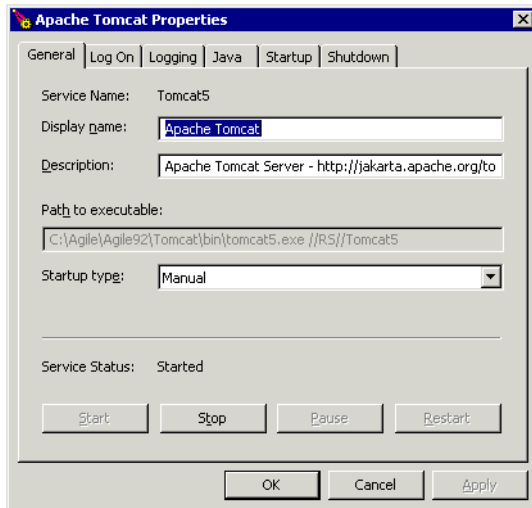 Apache Tomcat Properties
General Log On Logging Java Startup Shutdown
Service Name: Tomcat5
Display name: Apache Tomcat
Description: Apache Tomcat Server - http://jakarta.apache.org/to
Path to executable:
C:\Agile\Agile92\Tomcat\bin\tomcat5.exe //RS//Tomcat5
Startup type: Manual
Service Status: Started
Start Stop Pause Restart
OK Cancel Apply